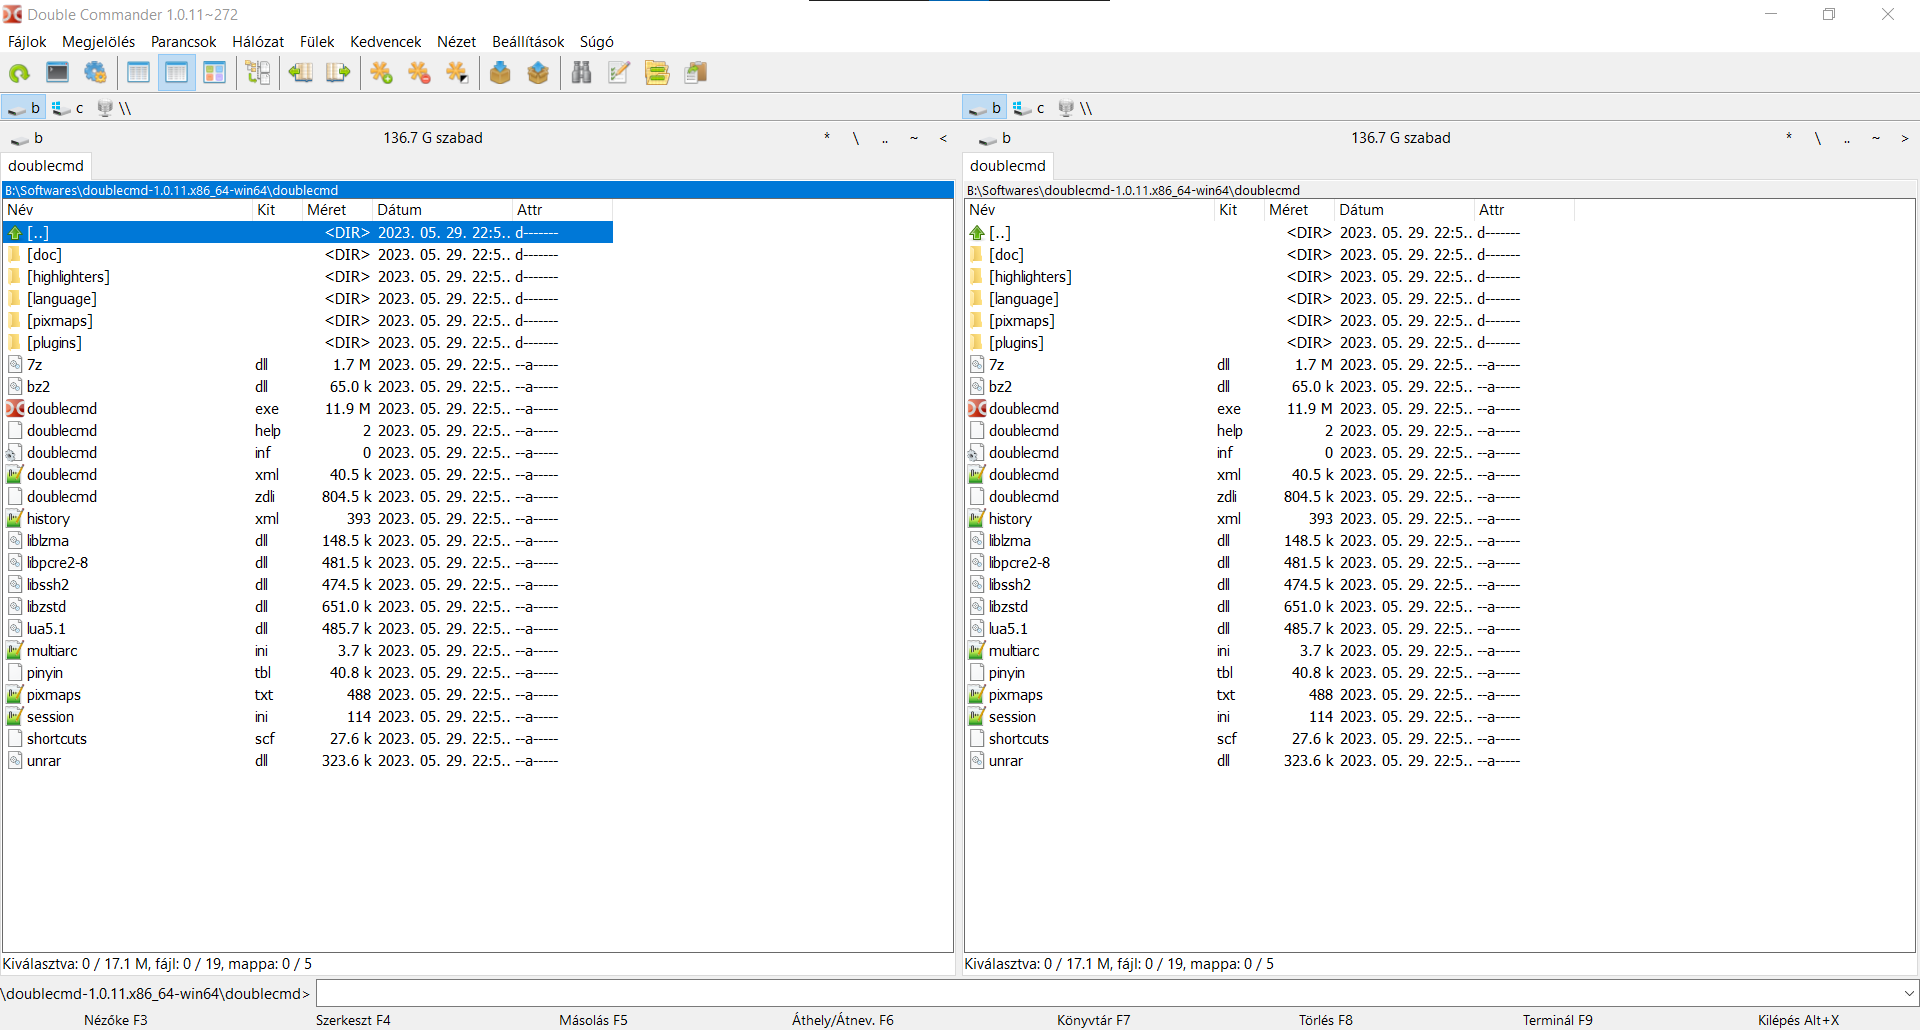 Double Commander 1.0.11~272
Fájlok Megjelölés Parancsok Hálózat Fülek Kedvencek Nézet Beállítások Súgó
b c \\
b 136.7 G szabad * \ .. ~ <
doublecmd
B:\Softwares\doublecmd-1.0.11.x86_64-win64\doublecmd
Név Kit Méret Dátum Attr
[..] <DIR> 2023. 05. 29. 22:5.. d-------
[doc] <DIR> 2023. 05. 29. 22:5.. d-------
[highlighters] <DIR> 2023. 05. 29. 22:5.. d-------
[language] <DIR> 2023. 05. 29. 22:5.. d-------
[pixmaps] <DIR> 2023. 05. 29. 22:5.. d-------
[plugins] <DIR> 2023. 05. 29. 22:5.. d-------
7z dll 1.7 M 2023. 05. 29. 22:5.. --a-----
bz2 dll 65.0 k 2023. 05. 29. 22:5.. --a-----
doublecmd exe 11.9 M 2023. 05. 29. 22:5.. --a-----
doublecmd help 2 2023. 05. 29. 22:5.. --a-----
doublecmd inf 0 2023. 05. 29. 22:5.. --a-----
doublecmd xml 40.5 k 2023. 05. 29. 22:5.. --a-----
doublecmd zdli 804.5 k 2023. 05. 29. 22:5.. --a-----
history xml 393 2023. 05. 29. 22:5.. --a-----
liblzma dll 148.5 k 2023. 05. 29. 22:5.. --a-----
libpcre2-8 dll 481.5 k 2023. 05. 29. 22:5.. --a-----
libssh2 dll 474.5 k 2023. 05. 29. 22:5.. --a-----
libzstd dll 651.0 k 2023. 05. 29. 22:5.. --a-----
lua5.1 dll 485.7 k 2023. 05. 29. 22:5.. --a-----
multiarc ini 3.7 k 2023. 05. 29. 22:5.. --a-----
pinyin tbl 40.8 k 2023. 05. 29. 22:5.. --a-----
pixmaps txt 488 2023. 05. 29. 22:5.. --a-----
session ini 114 2023. 05. 29. 22:5.. --a-----
shortcuts scf 27.6 k 2023. 05. 29. 22:5.. --a-----
unrar dll 323.6 k 2023. 05. 29. 22:5.. --a-----
Kiválasztva: 0 / 17.1 M, fájl: 0 / 19, mappa: 0 / 5
b c \\
b 136.7 G szabad * \ .. ~ >
doublecmd
B:\Softwares\doublecmd-1.0.11.x86_64-win64\doublecmd
Név Kit Méret Dátum Attr
[..] <DIR> 2023. 05. 29. 22:5.. d-------
[doc] <DIR> 2023. 05. 29. 22:5.. d-------
[highlighters] <DIR> 2023. 05. 29. 22:5.. d-------
[language] <DIR> 2023. 05. 29. 22:5.. d-------
[pixmaps] <DIR> 2023. 05. 29. 22:5.. d-------
[plugins] <DIR> 2023. 05. 29. 22:5.. d-------
7z dll 1.7 M 2023. 05. 29. 22:5.. --a-----
bz2 dll 65.0 k 2023. 05. 29. 22:5.. --a-----
doublecmd exe 11.9 M 2023. 05. 29. 22:5.. --a-----
doublecmd help 2 2023. 05. 29. 22:5.. --a-----
doublecmd inf 0 2023. 05. 29. 22:5.. --a-----
doublecmd xml 40.5 k 2023. 05. 29. 22:5.. --a-----
doublecmd zdli 804.5 k 2023. 05. 29. 22:5.. --a-----
history xml 393 2023. 05. 29. 22:5.. --a-----
liblzma dll 148.5 k 2023. 05. 29. 22:5.. --a-----
libpcre2-8 dll 481.5 k 2023. 05. 29. 22:5.. --a-----
libssh2 dll 474.5 k 2023. 05. 29. 22:5.. --a-----
libzstd dll 651.0 k 2023. 05. 29. 22:5.. --a-----
lua5.1 dll 485.7 k 2023. 05. 29. 22:5.. --a-----
multiarc ini 3.7 k 2023. 05. 29. 22:5.. --a-----
pinyin tbl 40.8 k 2023. 05. 29. 22:5.. --a-----
pixmaps txt 488 2023. 05. 29. 22:5.. --a-----
session ini 114 2023. 05. 29. 22:5.. --a-----
shortcuts scf 27.6 k 2023. 05. 29. 22:5.. --a-----
unrar dll 323.6 k 2023. 05. 29. 22:5.. --a-----
Kiválasztva: 0 / 17.1 M, fájl: 0 / 19, mappa: 0 / 5
\doublecmd-1.0.11.x86_64-win64\doublecmd>
Nézőke F3 Szerkeszt F4 Másolás F5 Áthely/Átnev. F6 Könyvtár F7 Törlés F8 Terminál F9 Kilépés Alt+X